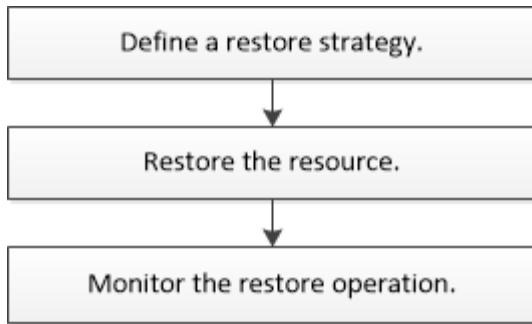 Define a restore strategy.
Restore the resource.
Monitor the restore operation.